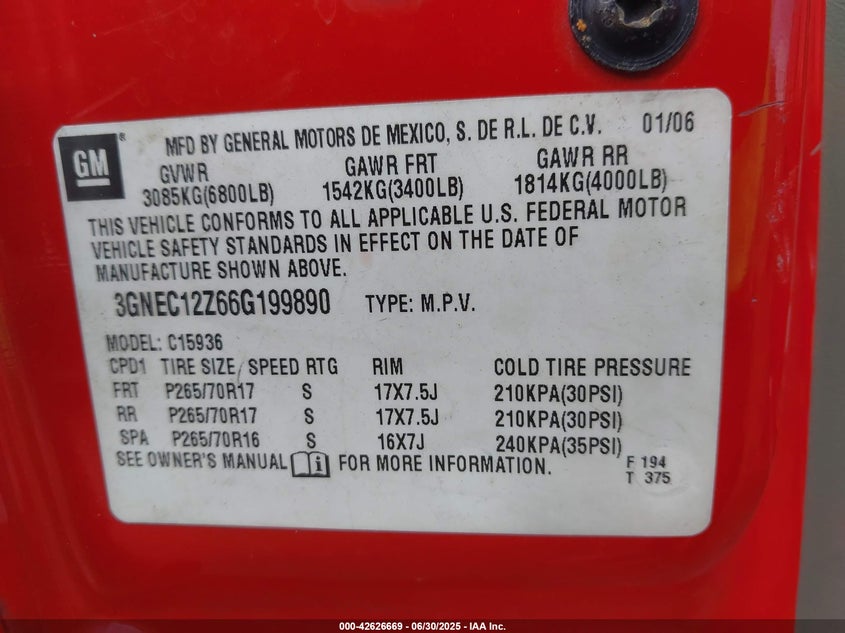 GM
®
MFD BY GENERAL MOTORS DE MEXICO, S. DE R.L. DE C.V. 01/06
GVWR GAWR FRT GAWR RR
3085KG(6800LB) 1542KG(3400LB) 1814KG(4000LB)
THIS VEHICLE CONFORMS TO ALL APPLICABLE U.S. FEDERAL MOTOR
VEHICLE SAFETY STANDARDS IN EFFECT ON THE DATE OF
MANUFACTURE SHOWN ABOVE.
3GNEC12Z66G199890 TYPE: M.P.V.
MODEL: C15936
CPD1 TIRE SIZE/ SPEED RTG RIM COLD TIRE PRESSURE
FRT P265/70R17 S 17X7.5J 210KPA(30PSI)
RR P265/70R17 S 17X7.5J 210KPA(30PSI)
SPA P265/70R16 S 16X7J 240KPA(35PSI)
SEE OWNER'S MANUAL i FOR MORE INFORMATION.
F 194
T 375
000-42626669 - 06/30/2025 - IAA Inc.